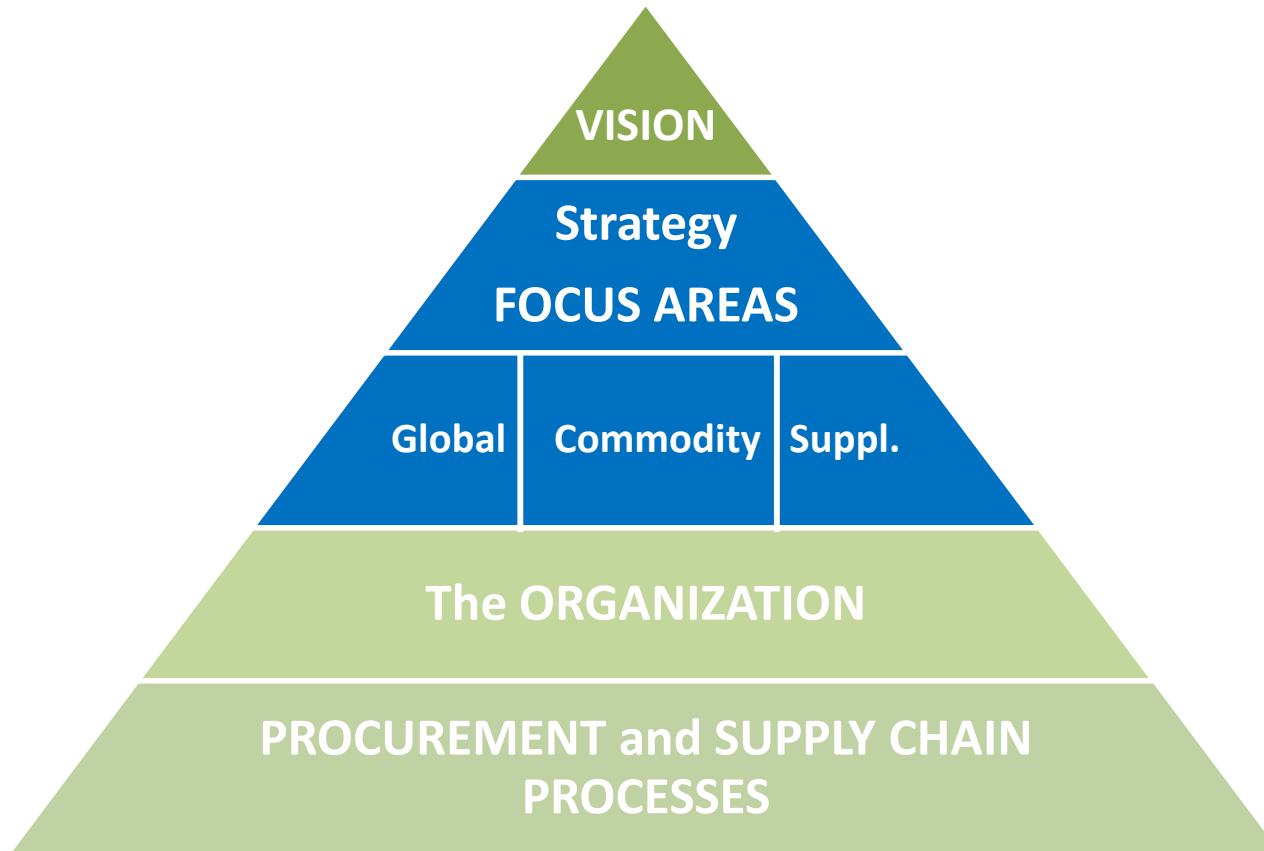 VISION
Strategy
FOCUS AREAS
Global
Commodity
Suppl.
The ORGANIZATION
PROCUREMENT and SUPPLY CHAIN
PROCESSES